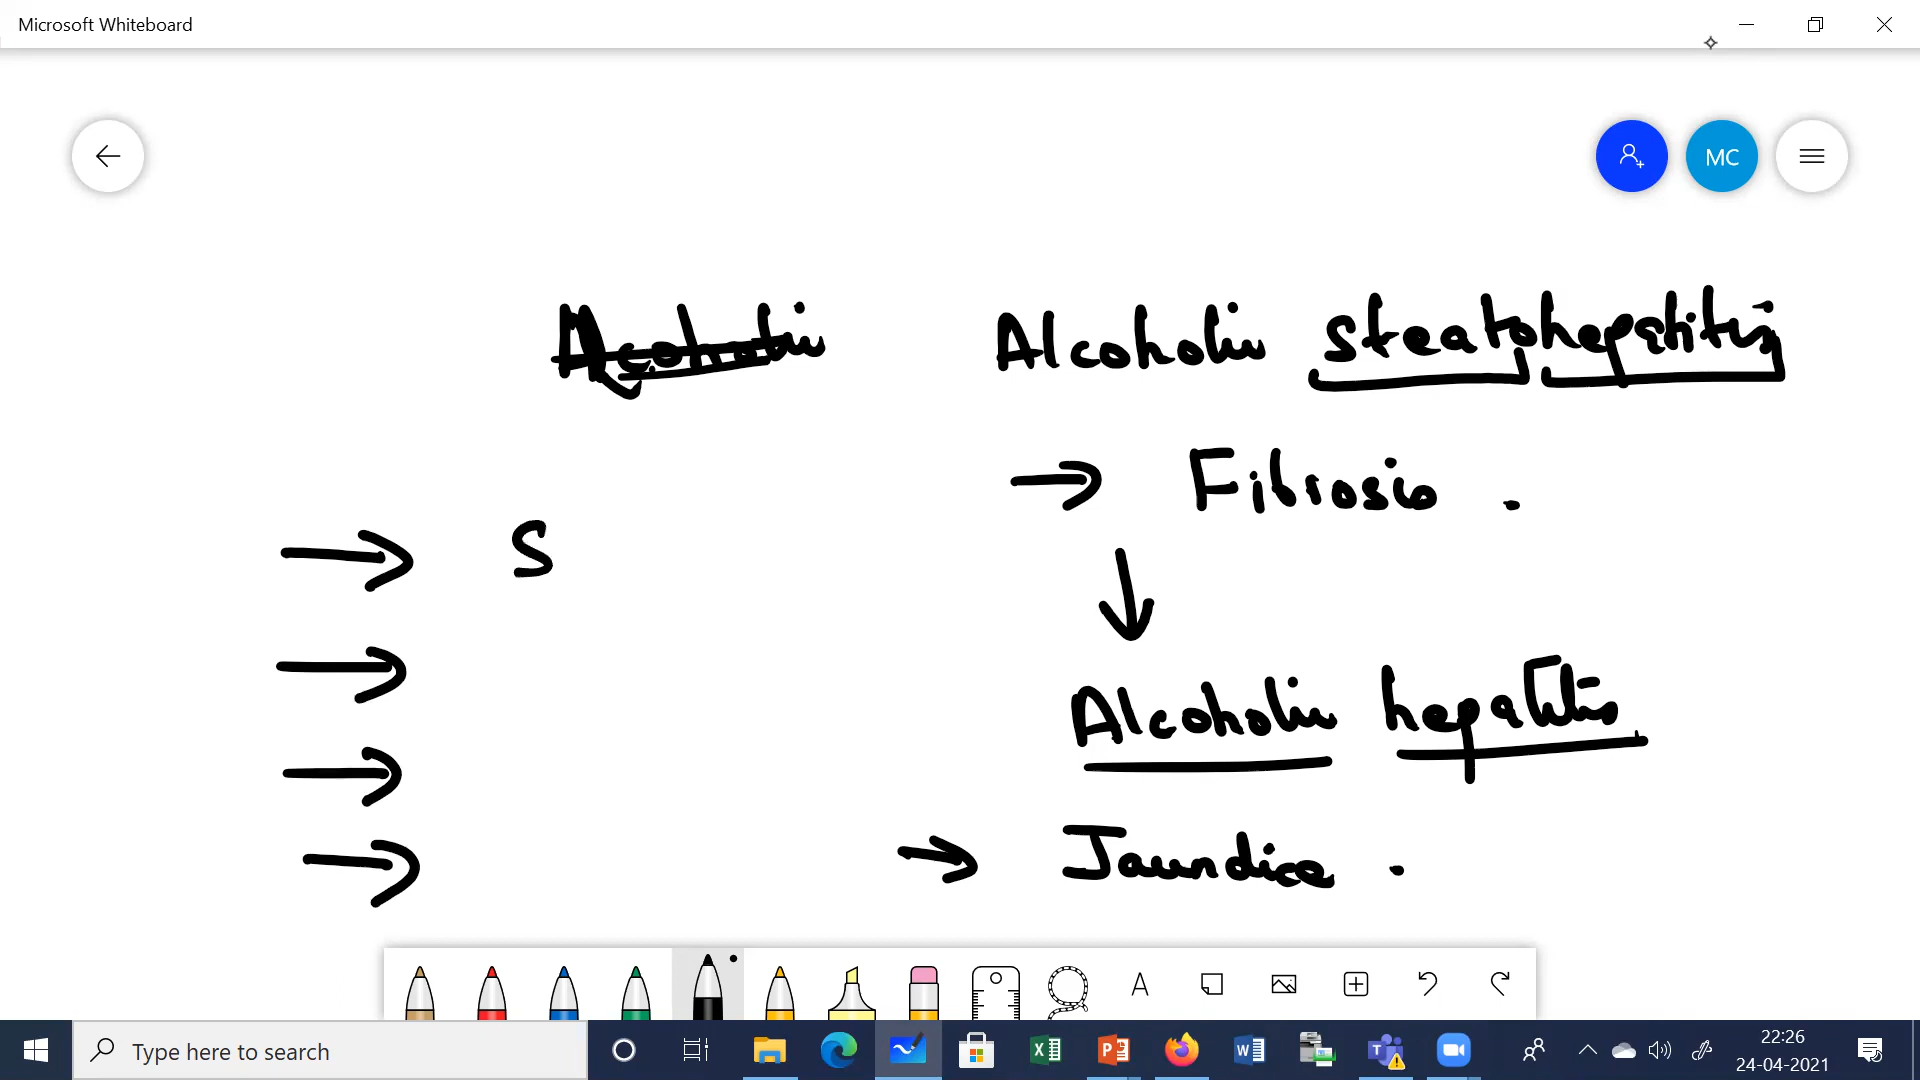 Microsoft Whiteboard
MC
Alcoholic steatohepatitis
→ Fibrosis .
→ S
↓
→
Alcoholic hepatitis
→
→ Jaundice .
→
A
Type here to search
22:26
24-04-2021